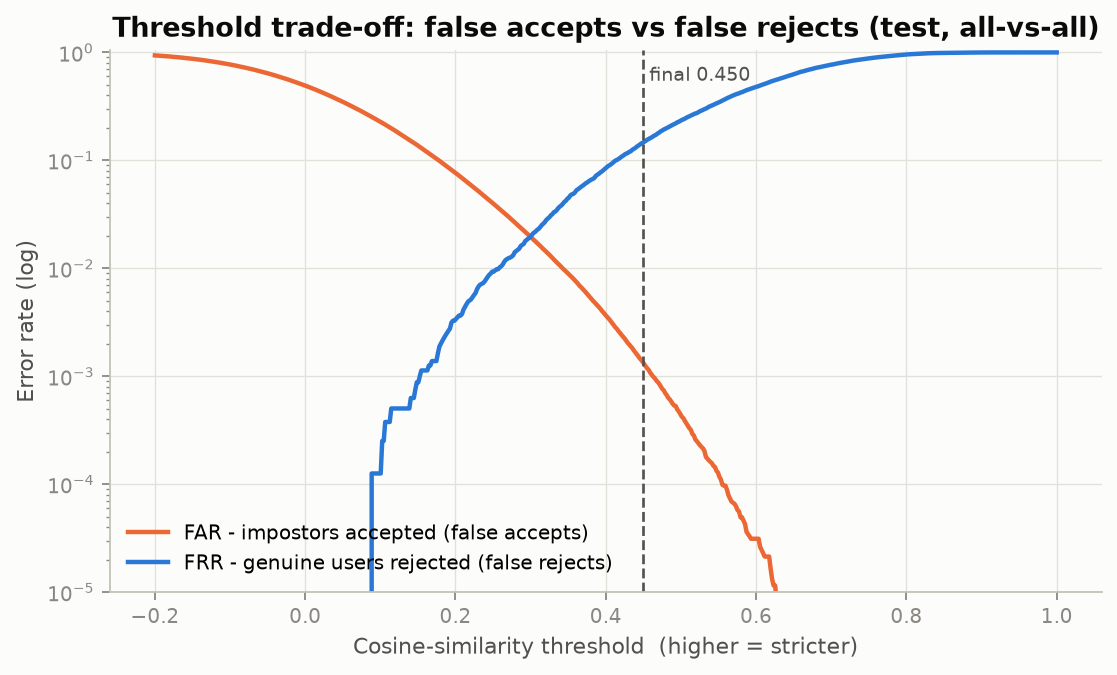 Threshold trade-off: false accepts vs false rejects (test, all-vs-all)
10⁰
final 0.450
10⁻¹
10⁻²
10⁻³
10⁻⁴
10⁻⁵
Error rate (log)
FAR - impostors accepted (false accepts)
FRR - genuine users rejected (false rejects)
−0.2 0.0 0.2 0.4 0.6 0.8 1.0
Cosine-similarity threshold (higher = stricter)